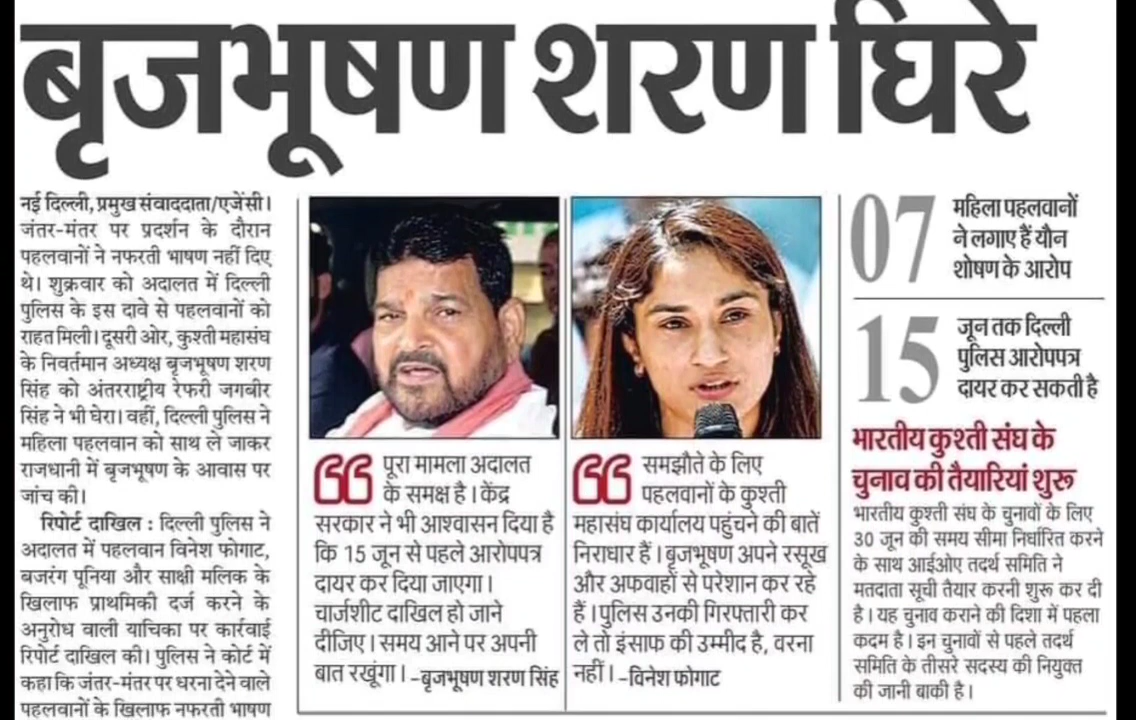 बृजभूषण शरण घिरे
नई दिल्ली, प्रमुख संवाददाता/एजेंसी।
जंतर-मंतर पर प्रदर्शन के दौरान
पहलवानों ने नफरती भाषण नहीं दिए
थे। शुक्रवार को अदालत में दिल्ली
पुलिस के इस दावे से पहलवानों को
राहत मिली। दूसरी ओर, कुश्ती महासंघ
के निवर्तमान अध्यक्ष बृजभूषण शरण
सिंह को अंतरराष्ट्रीय रेफरी जगबीर
सिंह ने भी घेरा। वहीं, दिल्ली पुलिस ने
महिला पहलवान को साथ ले जाकर
राजधानी में बृजभूषण के आवास पर
जांच की।
रिपोर्ट दाखिल : दिल्ली पुलिस ने
अदालत में पहलवान विनेश फोगाट,
बजरंग पूनिया और साक्षी मलिक के
खिलाफ प्राथमिकी दर्ज करने के
अनुरोध वाली याचिका पर कार्रवाई
रिपोर्ट दाखिल की। पुलिस ने कोर्ट में
कहा कि जंतर-मंतर पर धरना देने वाले
पहलवानों के खिलाफ नफरती भाषण
पूरा मामला अदालत
के समक्ष है। केंद्र
सरकार ने भी आश्वासन दिया है
कि 15 जून से पहले आरोपपत्र
दायर कर दिया जाएगा।
चार्जशीट दाखिल हो जाने
दीजिए। समय आने पर अपनी
बात रखूंगा। -बृजभूषण शरण सिंह
समझौते के लिए
पहलवानों के कुश्ती
महासंघ कार्यालय पहुंचने की बातें
निराधार हैं। बृजभूषण अपने रसूख
और अफवाहों से परेशान कर रहे
हैं। पुलिस उनकी गिरफ्तारी कर
ले तो इंसाफ की उम्मीद है, वरना
नहीं। -विनेश फोगाट
07
महिला पहलवानों
ने लगाए हैं यौन
शोषण के आरोप
15
जून तक दिल्ली
पुलिस आरोपपत्र
दायर कर सकती है
भारतीय कुश्ती संघ के
चुनाव की तैयारियां शुरू
भारतीय कुश्ती संघ के चुनावों के लिए
30 जून की समय सीमा निर्धारित करने
के साथ आईओए तदर्थ समिति ने
मतदाता सूची तैयार करनी शुरू कर दी
है। यह चुनाव कराने की दिशा में पहला
कदम है। इन चुनावों से पहले तदर्थ
समिति के तीसरे सदस्य की नियुक्त
की जानी बाकी है।